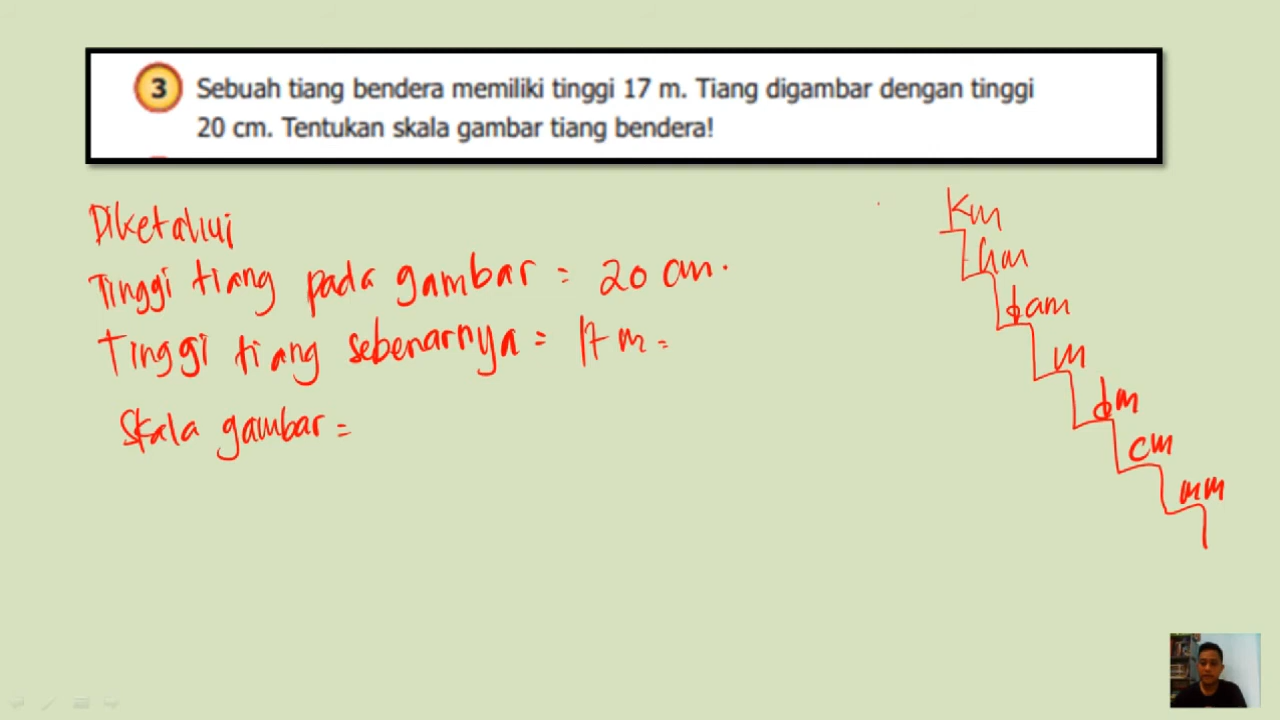 3 Sebuah tiang bendera memiliki tinggi 17 m. Tiang digambar dengan tinggi
20 cm. Tentukan skala gambar tiang bendera!
Diketahui
Tinggi tiang pada gambar = 20 cm.
Tinggi tiang sebenarnya = 17 m =
Skala gambar =
km
hm
dam
m
dm
cm
mm